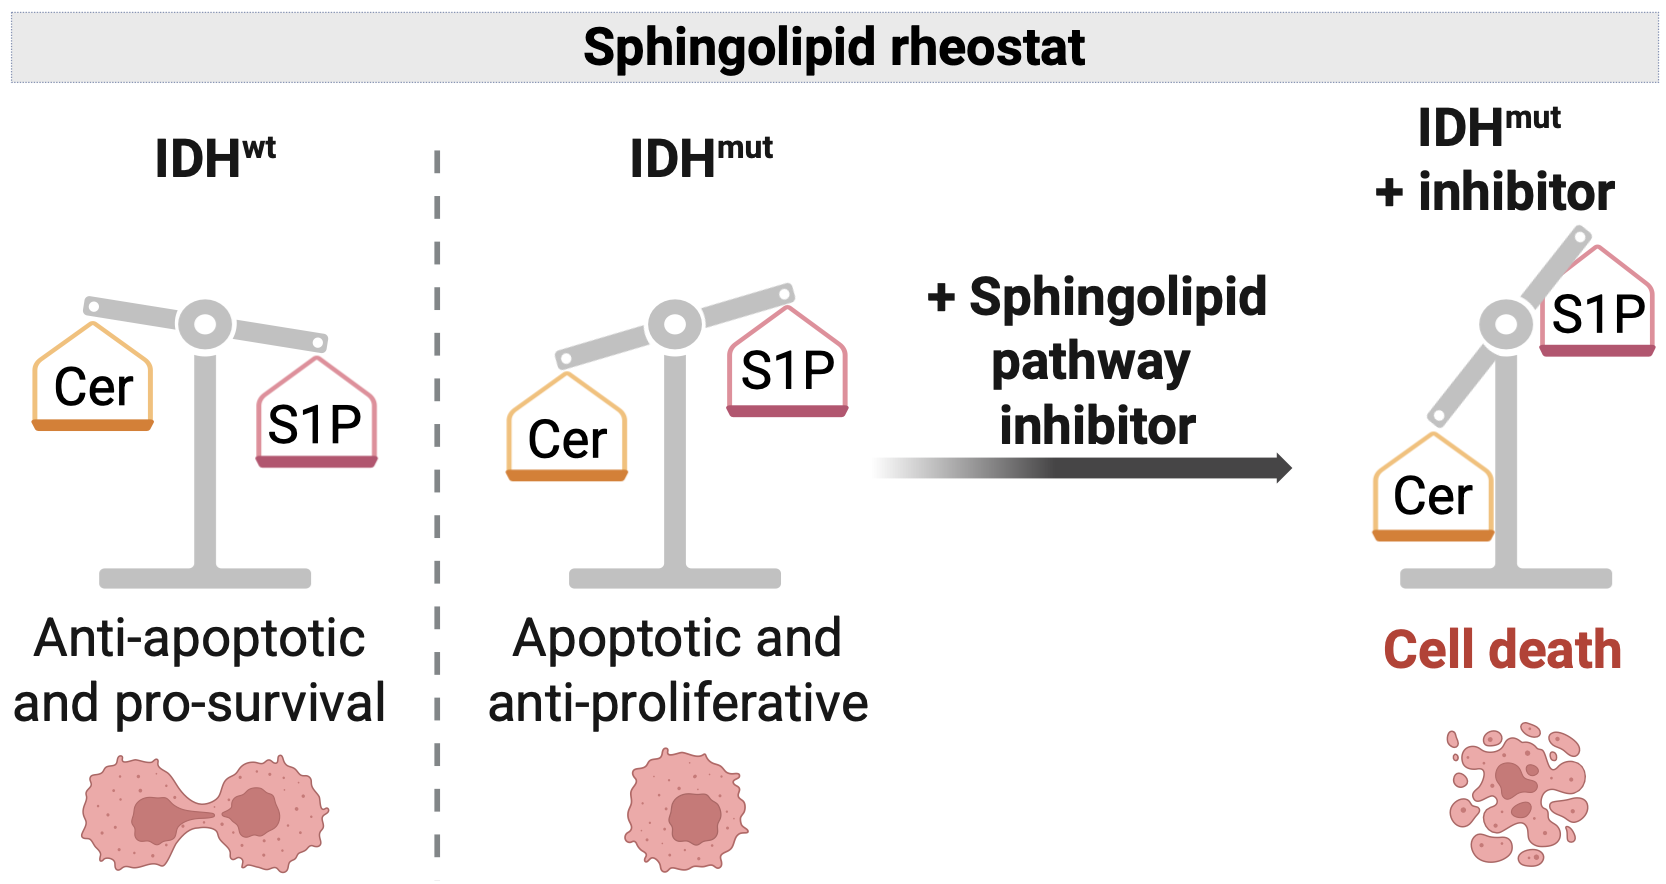 Sphingolipid rheostat
IDHwt
Cer
S1P
Anti-apoptotic
and pro-survival
IDHmut
Cer
S1P
Apoptotic and
anti-proliferative
+ Sphingolipid
pathway
inhibitor
IDHmut
+ inhibitor
S1P
Cer
Cell death